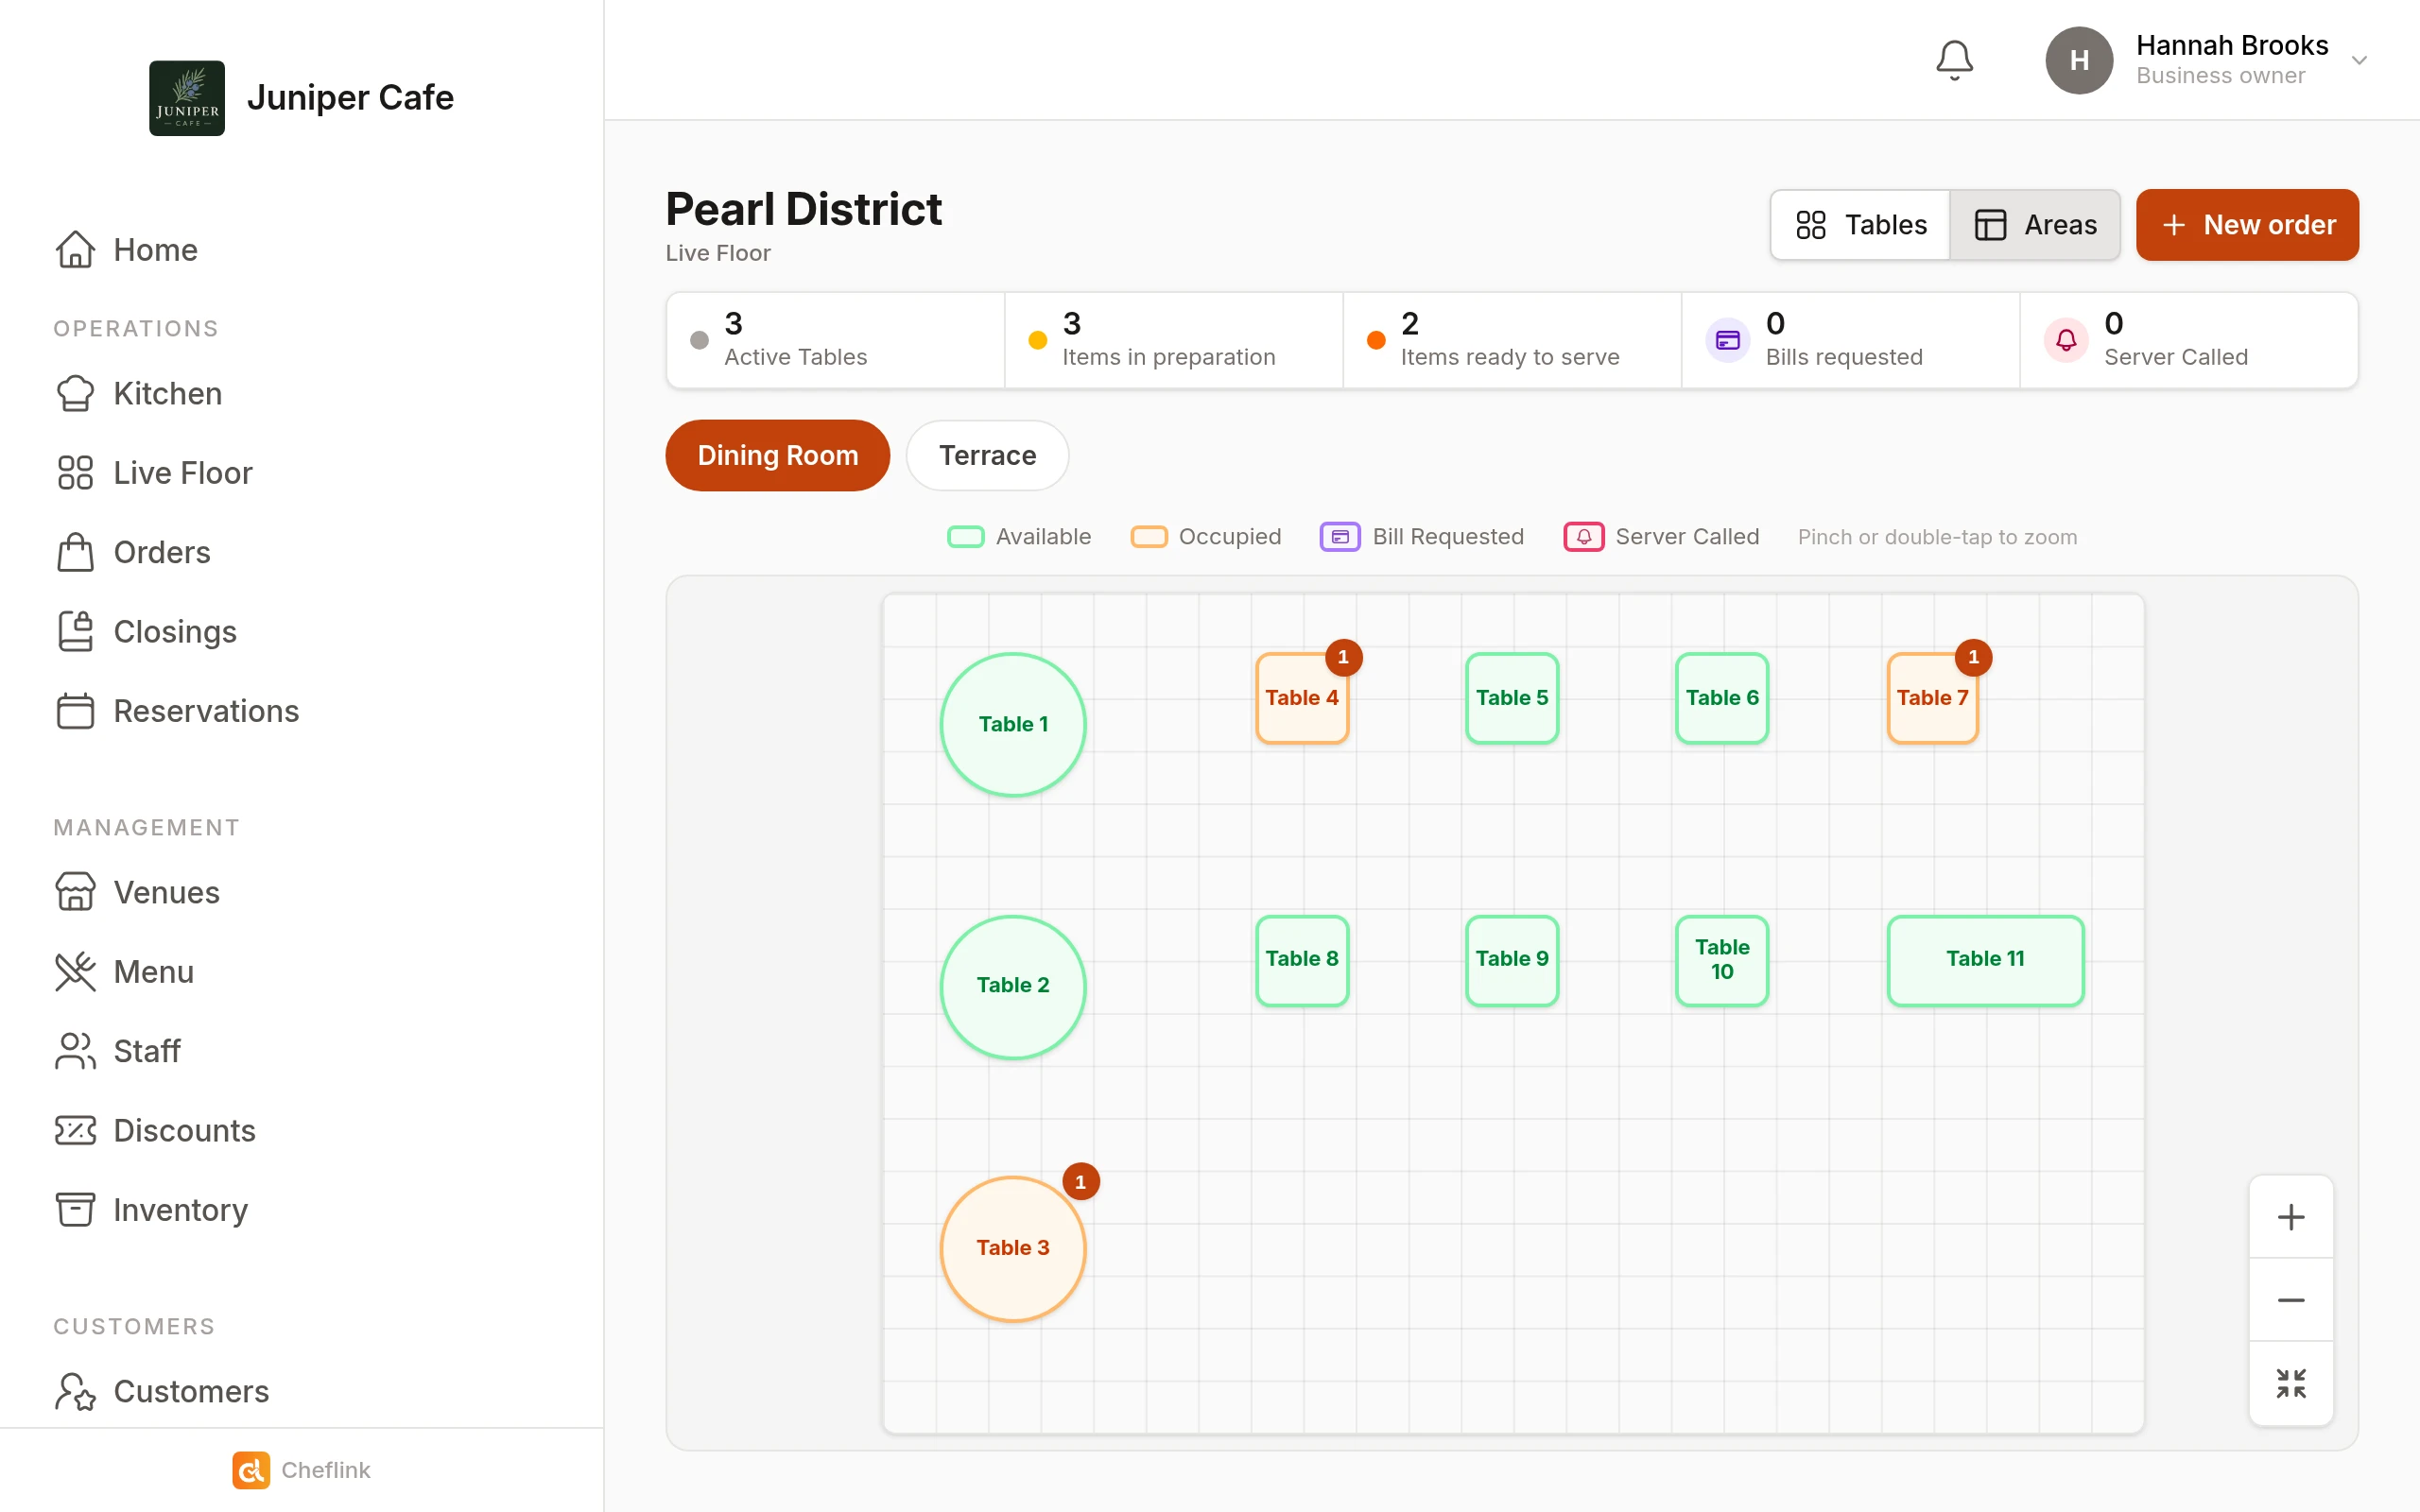 JUNIPER
CAFE
Juniper Cafe
Home
OPERATIONS
Kitchen
Live Floor
Orders
Closings
Reservations
MANAGEMENT
Venues
Menu
Staff
Discounts
Inventory
CUSTOMERS
Customers
Cheflink
H
Hannah Brooks
Business owner
Pearl District
Live Floor
Tables
Areas
New order
3
Active Tables
3
Items in preparation
2
Items ready to serve
0
Bills requested
0
Server Called
Dining Room
Terrace
Available
Occupied
Bill Requested
Server Called
Pinch or double-tap to zoom
Table 1
Table 4
1
Table 5
Table 6
Table 7
1
Table 2
Table 8
Table 9
Table
10
Table 11
Table 3
1